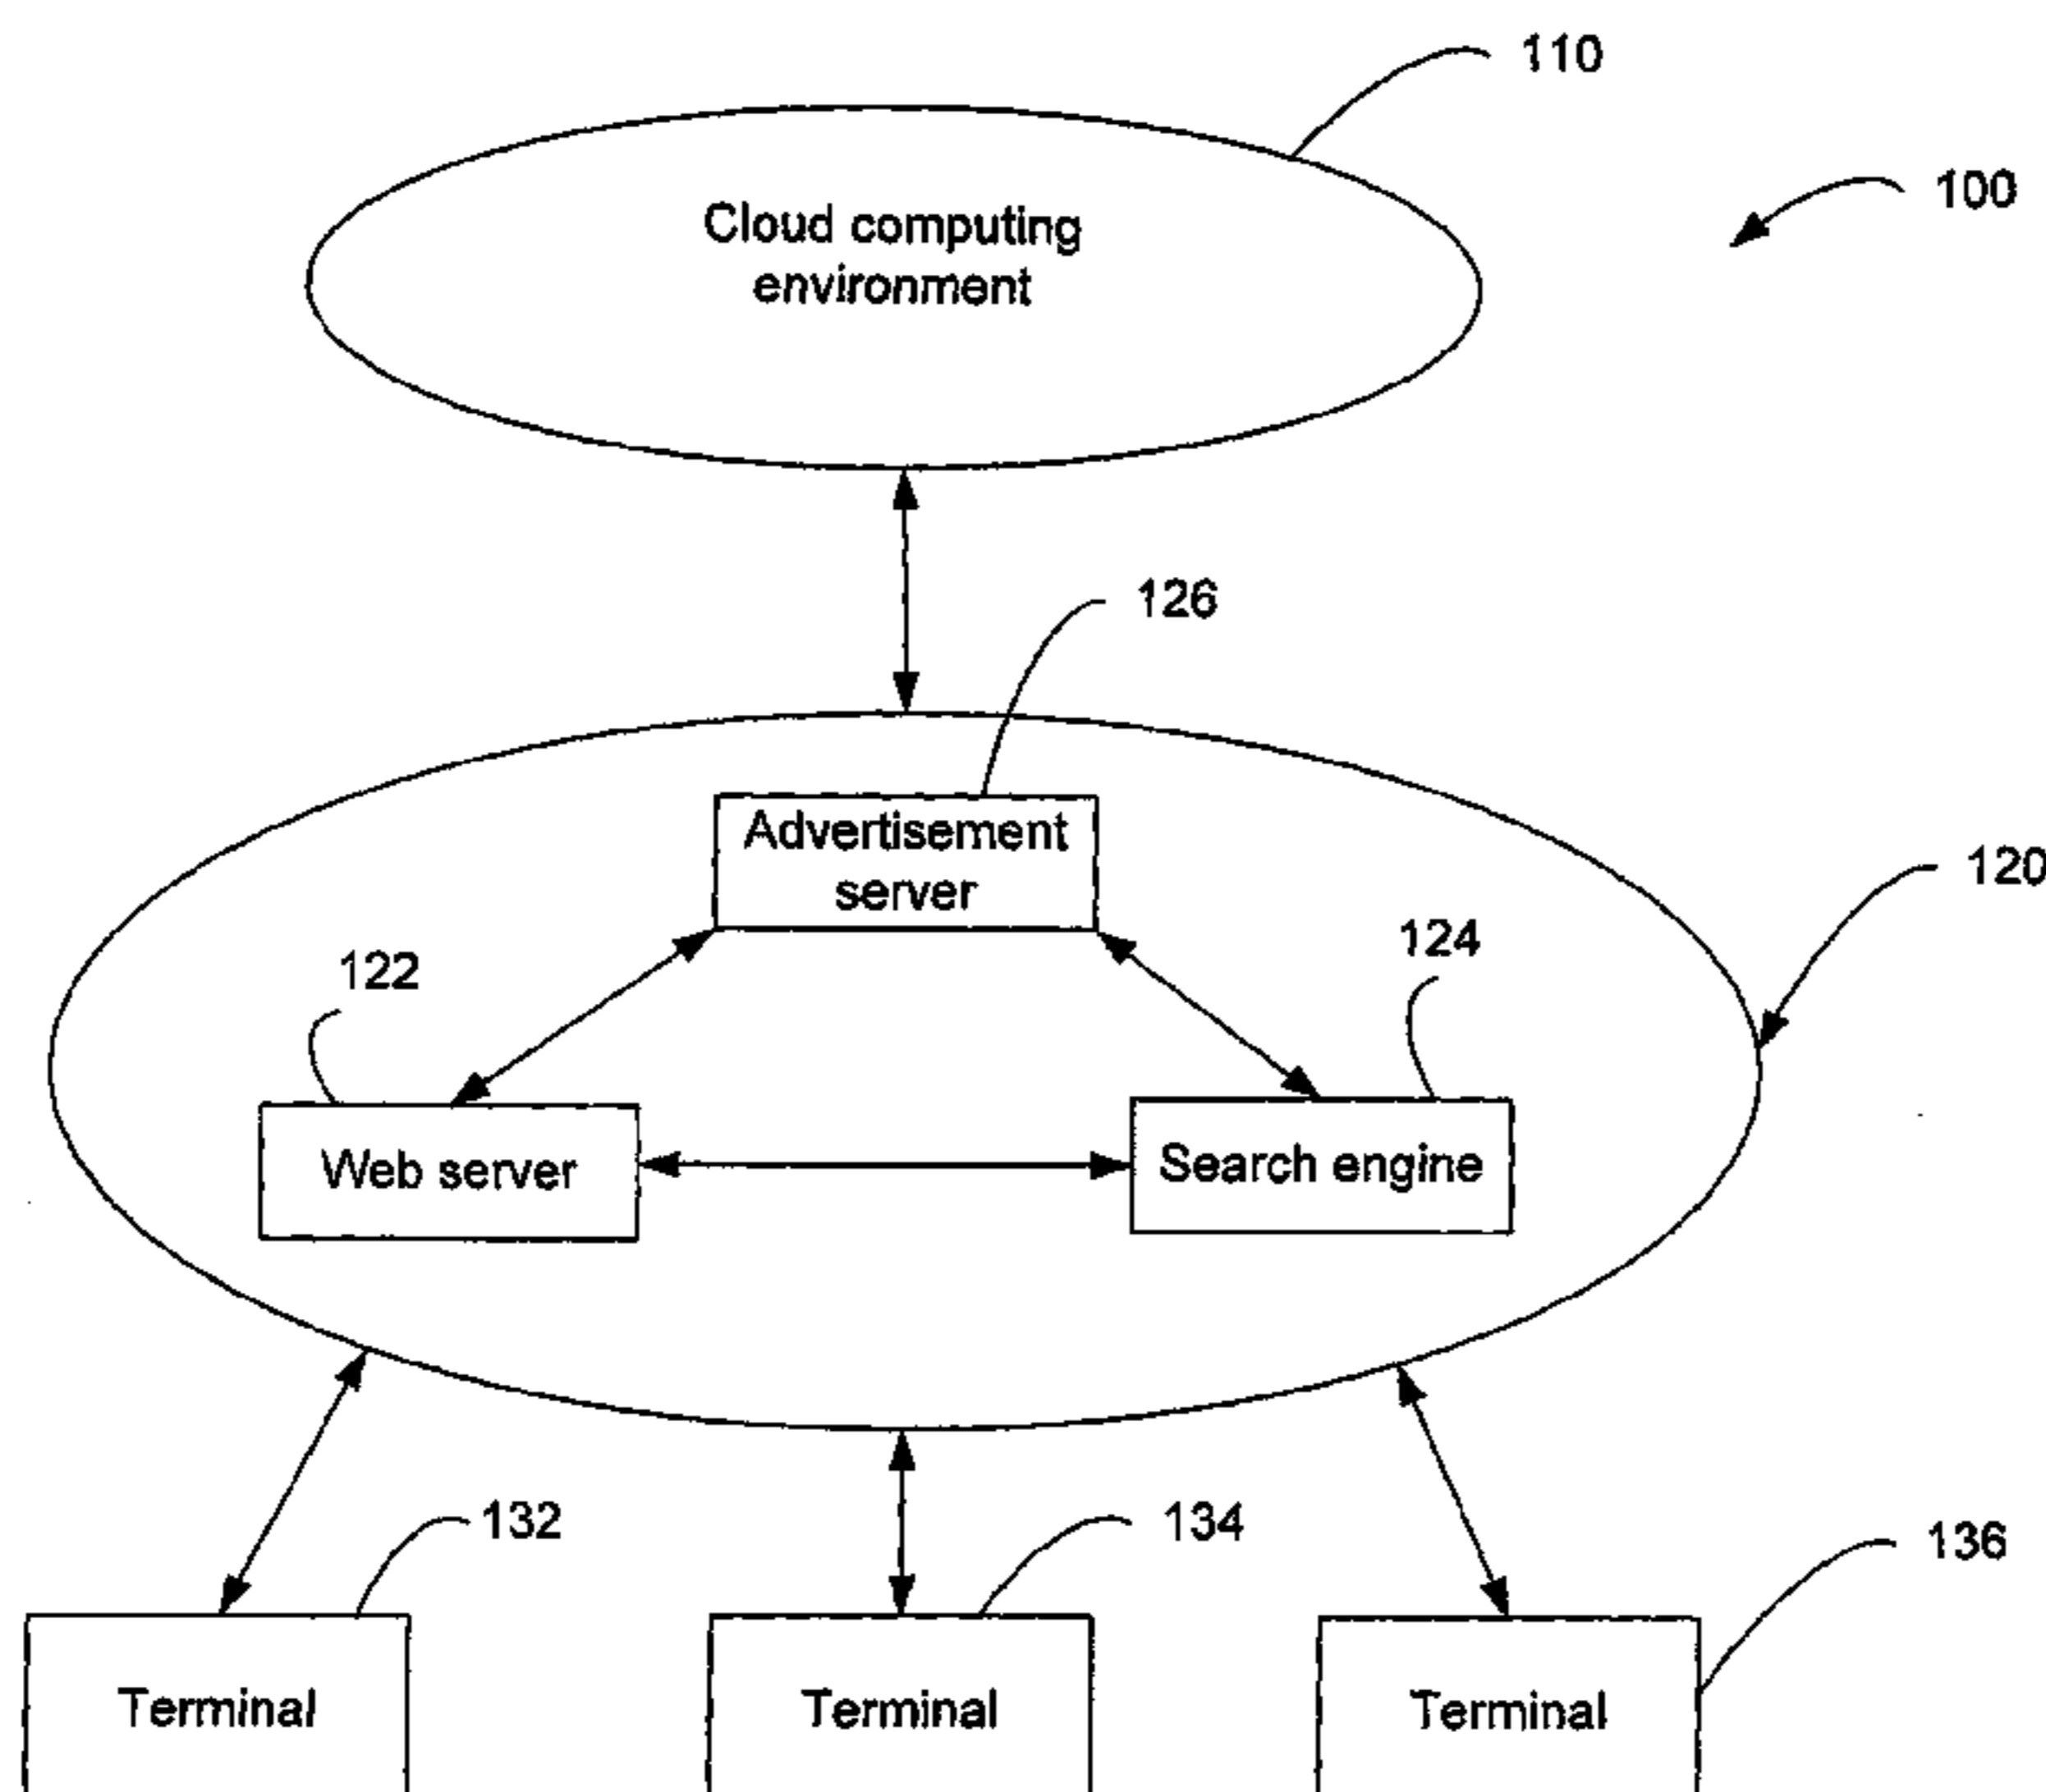 110
100
Cloud computing
environment
126
Advertisement
server
120
124
122
Web server
Search engine
132
134
136
Terminal
Terminal
Terminal